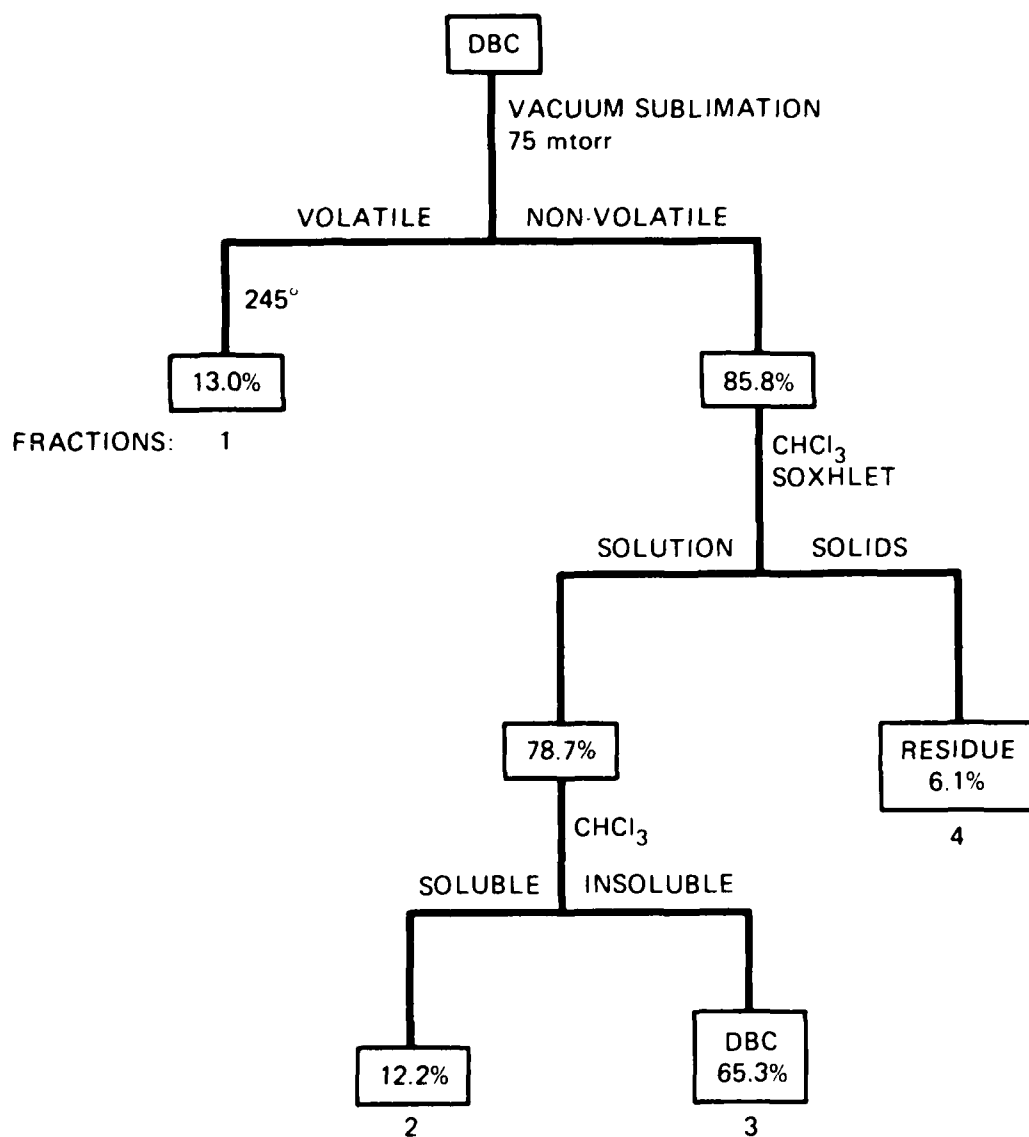 DBC
VACUUM SUBLIMATION
75 mtorr
VOLATILE
NON-VOLATILE
245°
13.0%
85.8%
FRACTIONS: 1
CHCl3
SOXHLET
SOLUTION
SOLIDS
78.7%
RESIDUE
6.1%
4
CHCl3
SOLUBLE
INSOLUBLE
12.2%
DBC
65.3%
2
3